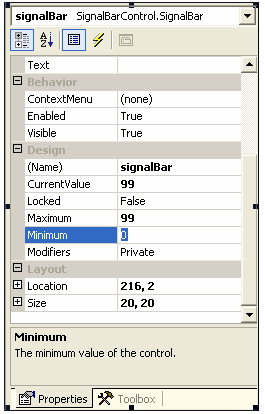 signalBar SignalBarControl.SignalBar
Text
Behavior
ContextMenu (none)
Enabled True
Visible True
Design
(Name) signalBar
CurrentValue 99
Locked False
Maximum 99
Minimum 0
Modifiers Private
Layout
Location 216, 2
Size 20, 20
Minimum
The minimum value of the control.
Properties Toolbox